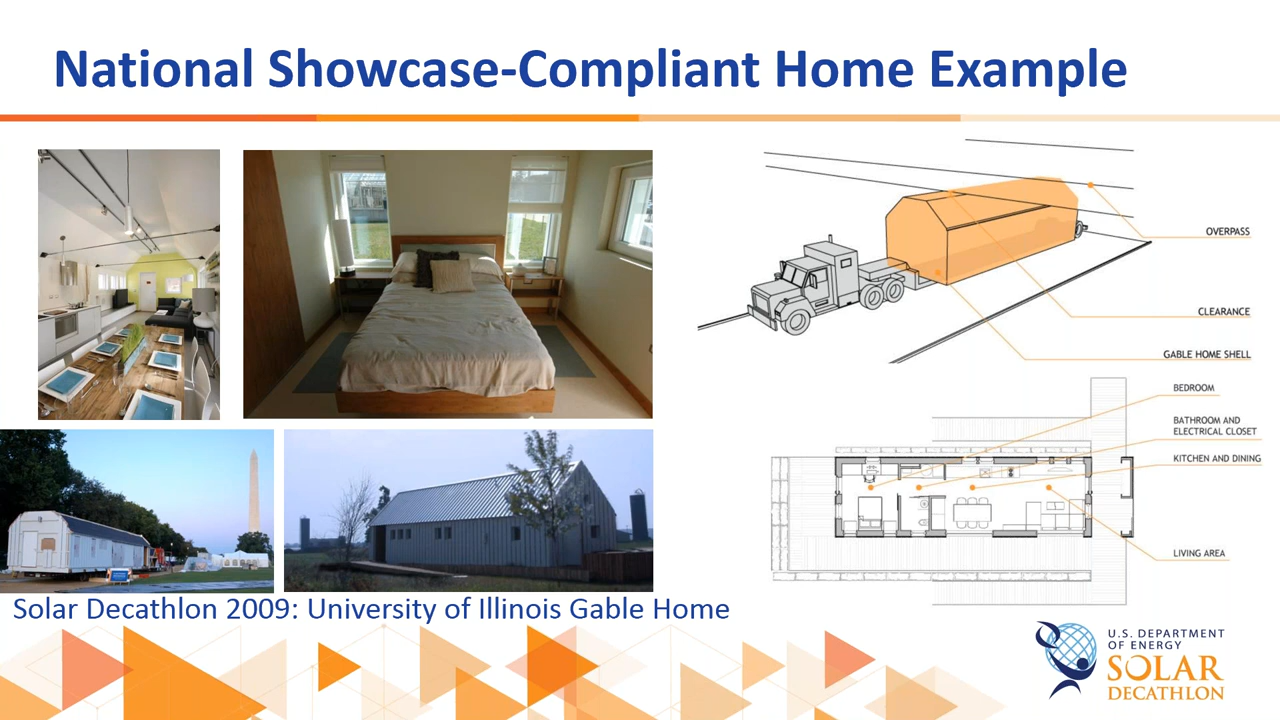 National Showcase-Compliant Home Example
OVERPASS
CLEARANCE
GABLE HOME SHELL
BEDROOM
BATHROOM AND
ELECTRICAL CLOSET
KITCHEN AND DINING
LIVING AREA
Solar Decathlon 2009: University of Illinois Gable Home
U.S. DEPARTMENT
OF ENERGY
SOLAR
DECATHLON